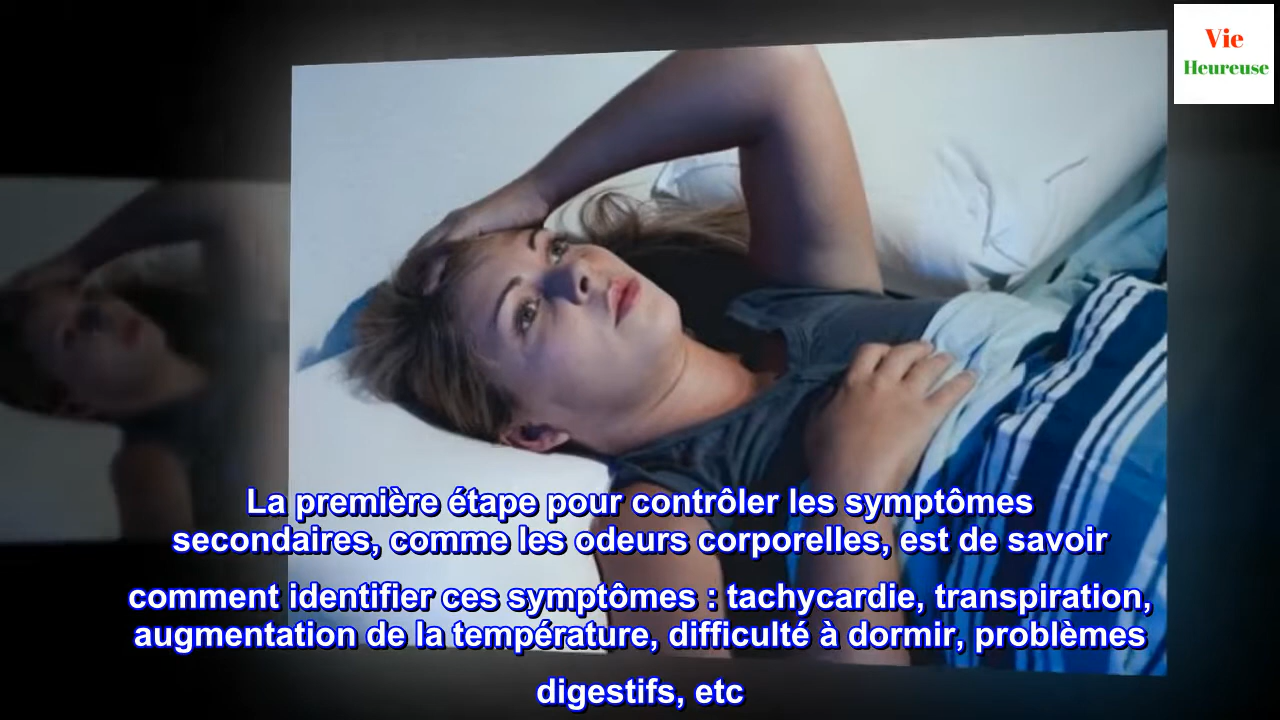 Vie
Heureuse
La première étape pour contrôler les symptômes
secondaires, comme les odeurs corporelles, est de savoir
comment identifier ces symptômes : tachycardie, transpiration,
augmentation de la température, difficulté à dormir, problèmes
digestifs, etc